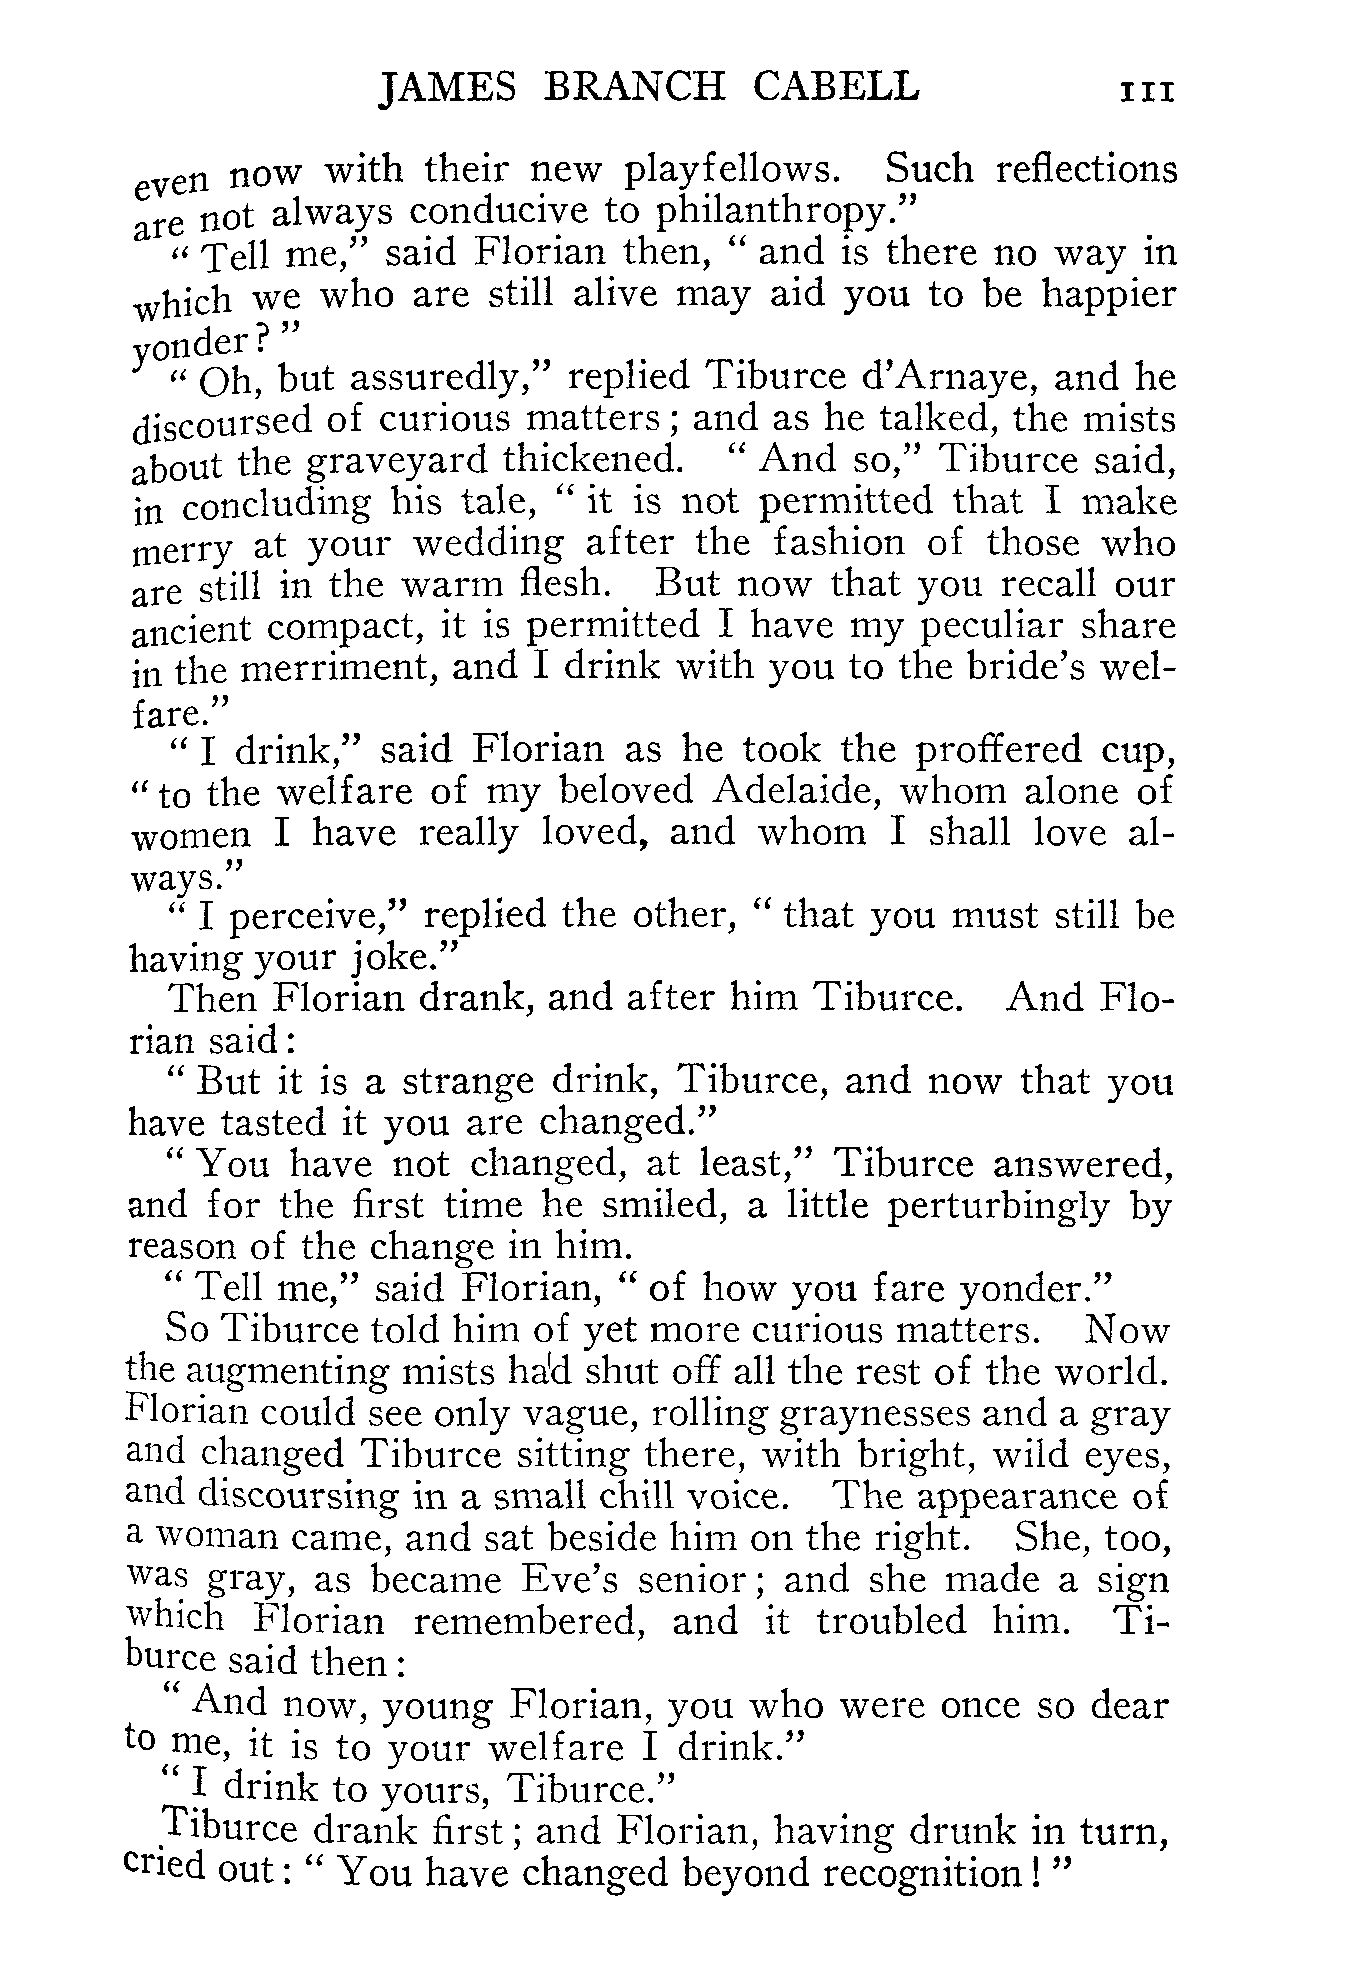 JAMES BRANCH CABELL 111
even now with their new playfellows. Such reflections
are not always conducive to philanthropy.”
“ Tell me,” said Florian then, “ and is there no way in
which we who are still alive may aid you to be happier
yonder? ”
“ Oh, but assuredly,” replied Tiburce d’Arnaye, and he
discoursed of curious matters ; and as he talked, the mists
about the graveyard thickened. “ And so,” Tiburce said,
in concluding his tale, “ it is not permitted that I make
merry at your wedding after the fashion of those who
are still in the warm flesh. But now that you recall our
ancient compact, it is permitted I have my peculiar share
in the merriment, and I drink with you to the bride’s wel-
fare.”
“ I drink,” said Florian as he took the proffered cup,
“ to the welfare of my beloved Adelaide, whom alone of
women I have really loved, and whom I shall love al-
ways.”
“ I perceive,” replied the other, “ that you must still be
having your joke.”
Then Florian drank, and after him Tiburce. And Flo-
rian said :
“ But it is a strange drink, Tiburce, and now that you
have tasted it you are changed.”
“ You have not changed, at least,” Tiburce answered,
and for the first time he smiled, a little perturbingly by
reason of the change in him.
“ Tell me,” said Florian, “ of how you fare yonder.”
So Tiburce told him of yet more curious matters. Now
the augmenting mists had shut off all the rest of the world.
Florian could see only vague, rolling graynesses and a gray
and changed Tiburce sitting there, with bright, wild eyes,
and discoursing in a small chill voice. The appearance of
a woman came, and sat beside him on the right. She, too,
was gray, as became Eve’s senior ; and she made a sign
which Florian remembered, and it troubled him. Ti-
burce said then :
“ And now, young Florian, you who were once so dear
to me, it is to your welfare I drink.”
“ I drink to yours, Tiburce.”
Tiburce drank first ; and Florian, having drunk in turn,
cried out : “ You have changed beyond recognition ! ”